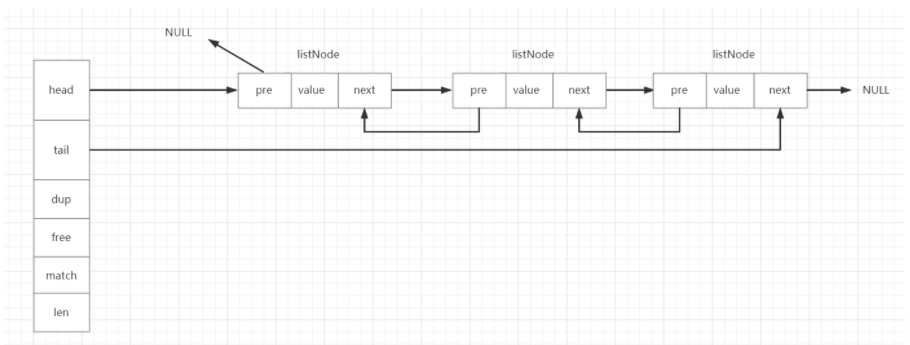 NULL
listNode
listNode
listNode
head
pre
value
next
pre
value
next
pre
value
next
NULL
tail
dup
free
match
len